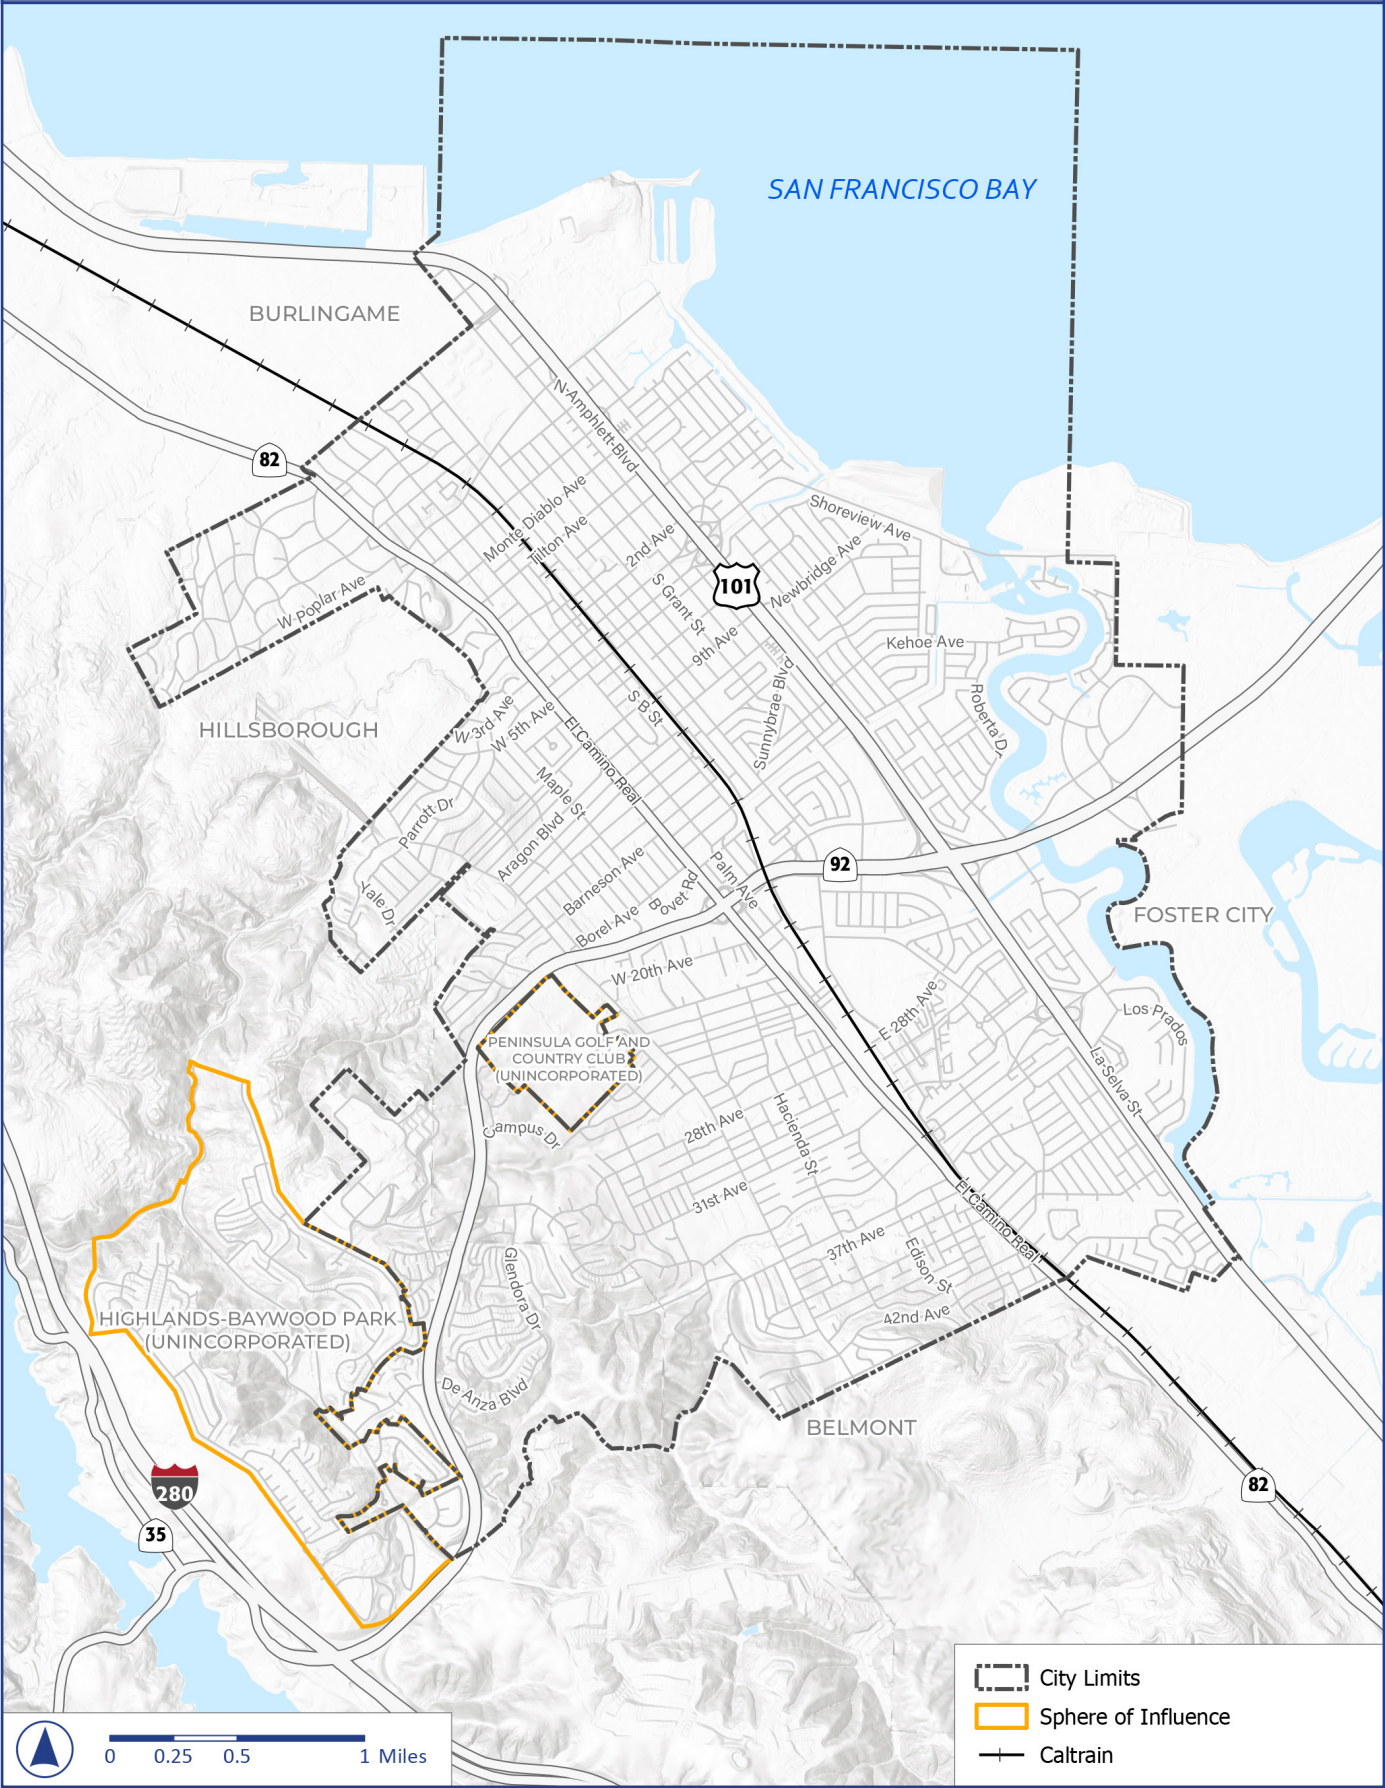 SAN FRANCISCO BAY
BURLINGAME
N Amphlett Blvd
82
Monte Diablo Ave
Tilton Ave
2nd Ave
Shoreview Ave
Newbridge Ave
101
S Grant St
W Poplar Ave
9th Ave
Kehoe Ave
Sunnybrae Blvd
Roberta Dr
S B St
W 3rd Ave
W 5th Ave
El Camino Real
HILLSBOROUGH
Maple St
Parrott Dr
Aragon Blvd
Barneson Ave
Palm Ave
92
Yale Dr
Bovet Rd
Borel Ave
FOSTER CITY
W 20th Ave
E 28th Ave
Los Prados
PENINSULA GOLF AND
COUNTRY CLUB
(UNINCORPORATED)
La Selva St
Campus Dr
28th Ave
Hacienda St
31st Ave
El Camino Real
37th Ave
Edison St
Glendora Dr
42nd Ave
HIGHLANDS-BAYWOOD PARK
(UNINCORPORATED)
De Anza Blvd
BELMONT
280
82
35
City Limits
Sphere of Influence
Caltrain
0 0.25 0.5 1 Miles